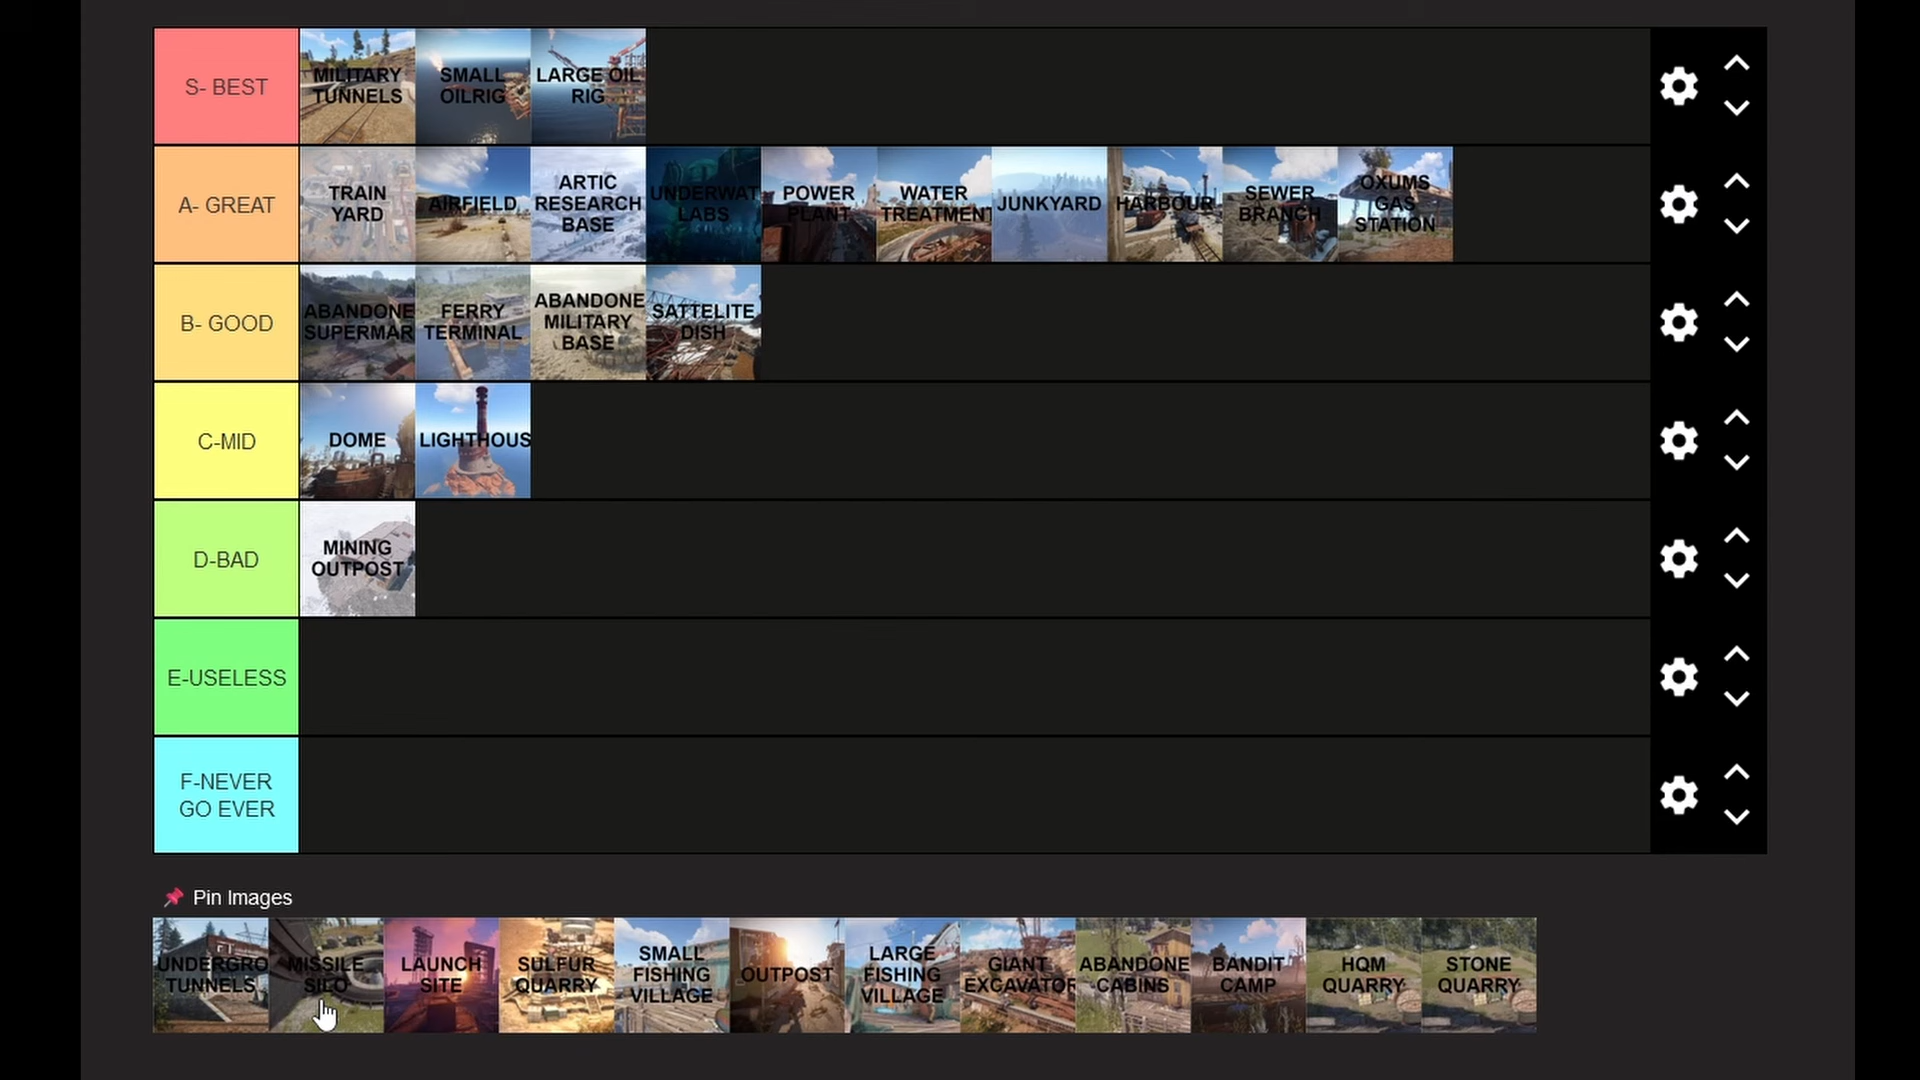 S- BEST
MILITARY
TUNNELS
SMALL
OILRIG
LARGE OIL
RIG
A- GREAT
TRAIN
YARD
AIRFIELD
ARTIC
RESEARCH
BASE
UNDERWAT
LABS
POWER
PLANT
WATER
TREATMENT
JUNKYARD
HARBOUR
SEWER
BRANCH
OXUMS
GAS
STATION
B- GOOD
ABANDONE
SUPERMAR
FERRY
TERMINAL
ABANDONE
MILITARY
BASE
SATTELITE
DISH
C-MID
DOME
LIGHTHOUS
D-BAD
MINING
OUTPOST
E-USELESS
F-NEVER
GO EVER
Pin Images
UNDERGRO
TUNNELS
MISSILE
SILO
LAUNCH
SITE
SULFUR
QUARRY
SMALL
FISHING
VILLAGE
OUTPOST
LARGE
FISHING
VILLAGE
GIANT
EXCAVATOR
ABANDONE
CABINS
BANDIT
CAMP
HQM
QUARRY
STONE
QUARRY